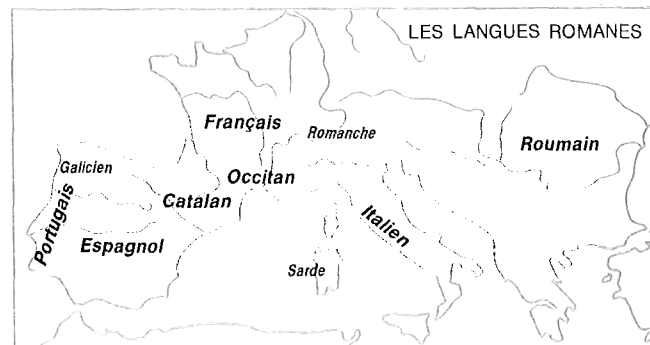 LES LANGUES ROMANES
Français
Romanche
Roumain
Galicien
Occitan
Catalan
Portugais
Espagnol
Italien
Sarde